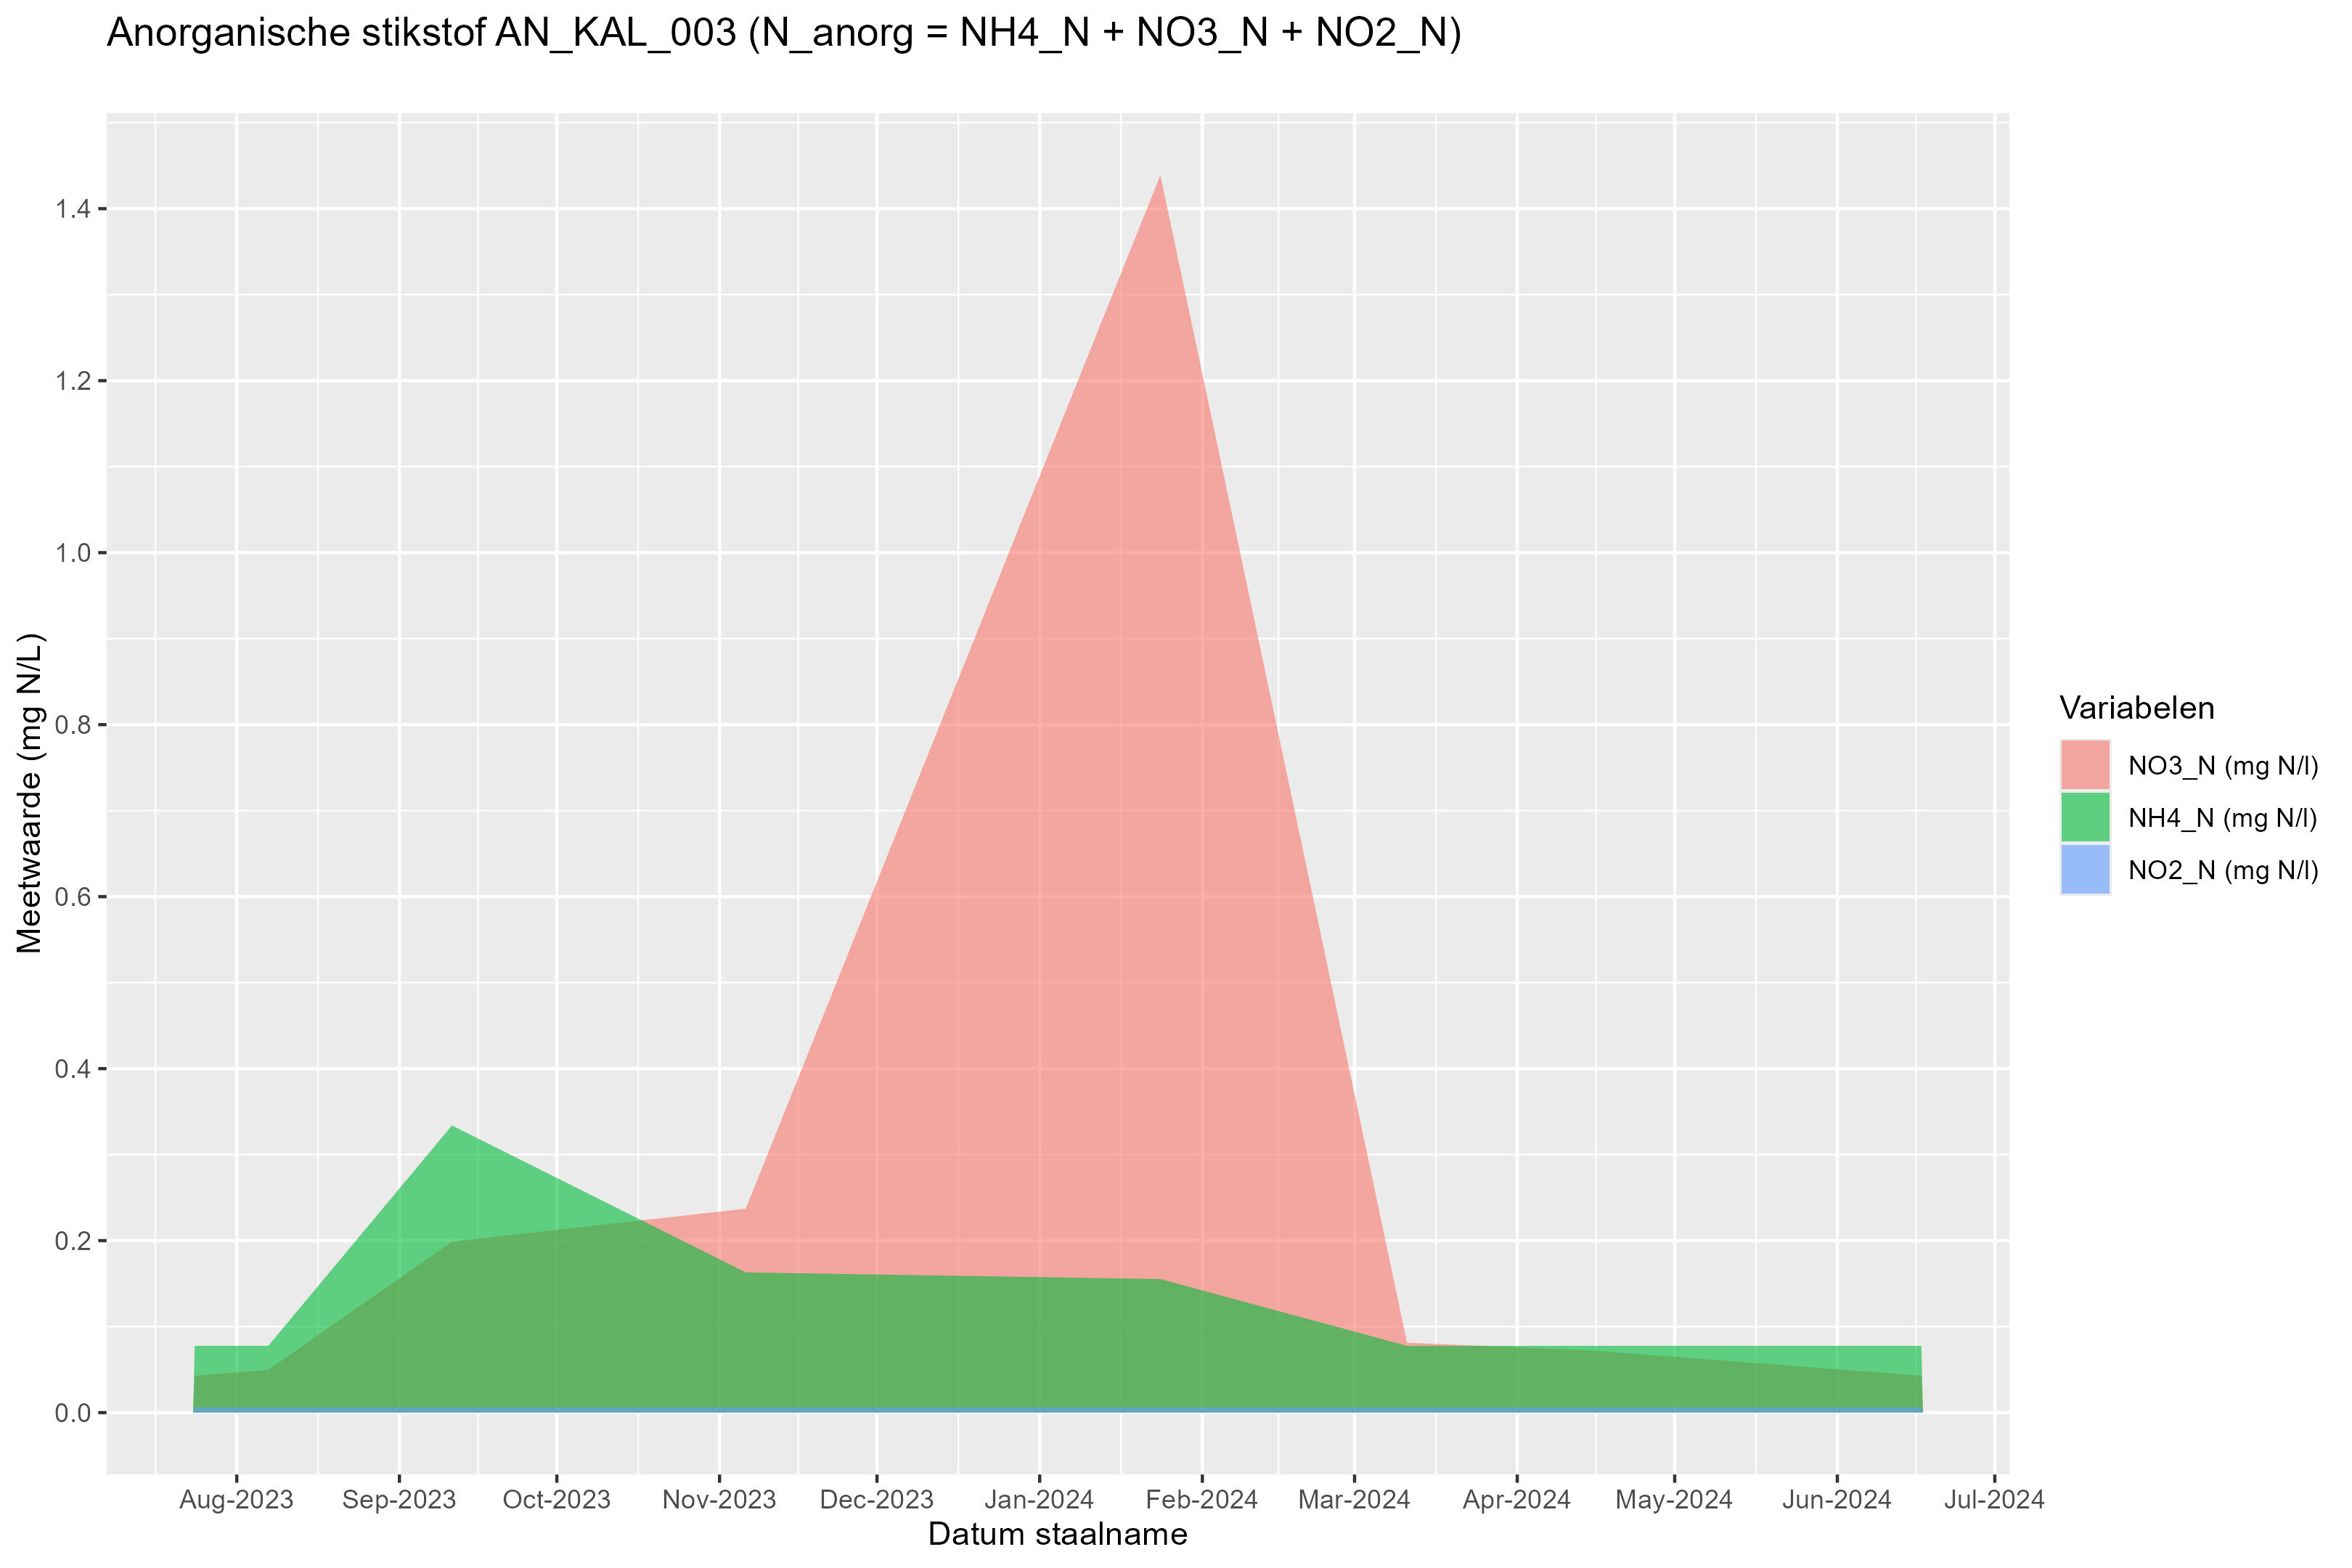 Anorganische stikstof AN_KAL_003 (N_anorg = NH4_N + NO3_N + NO2_N)
Meetwaarde (mg N/L)
1.4
1.2
1.0
0.8
0.6
0.4
0.2
0.0
Aug-2023 Sep-2023 Oct-2023 Nov-2023 Dec-2023 Jan-2024 Feb-2024 Mar-2024 Apr-2024 May-2024 Jun-2024 Jul-2024
Datum staalname
Variabelen
NO3_N (mg N/l)
NH4_N (mg N/l)
NO2_N (mg N/l)